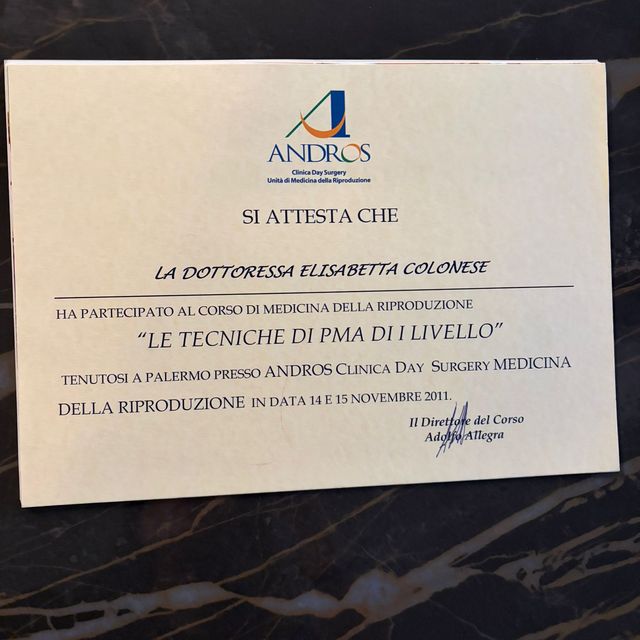 ANDROS
Clinica Day Surgery
Unità di Medicina della Riproduzione
SI ATTESTA CHE
LA DOTTORESSA ELISABETTA COLONESE
HA PARTECIPATO AL CORSO DI MEDICINA DELLA RIPRODUZIONE
“LE TECNICHE DI PMA DI I LIVELLO”
TENUTOSI A PALERMO PRESSO ANDROS CLINICA DAY SURGERY MEDICINA
DELLA RIPRODUZIONE IN DATA 14 E 15 NOVEMBRE 2011.
Il Direttore del Corso
Adolfo Allegra